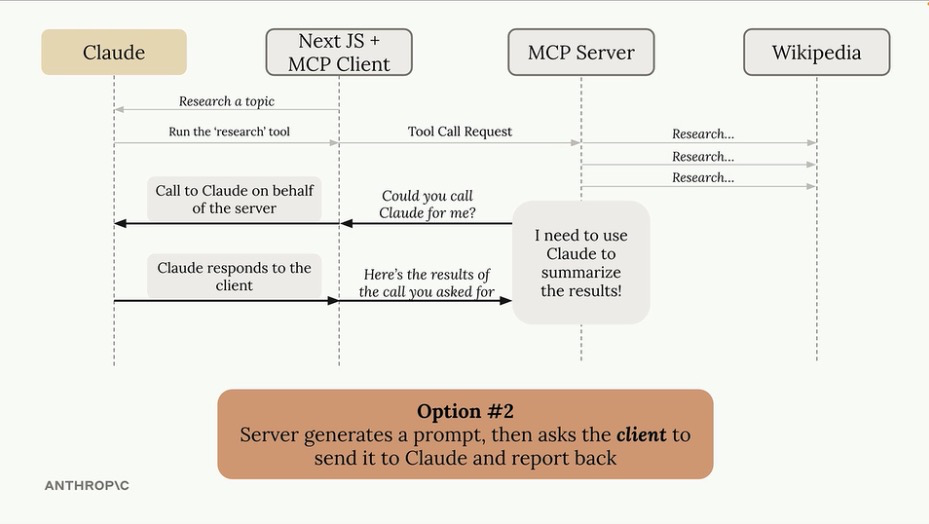 Claude
Next JS +
MCP Client
MCP Server
Wikipedia
Research a topic
Run the ‘research’ tool
Tool Call Request
Research...
Research...
Research...
Call to Claude on behalf
of the server
Could you call
Claude for me?
I need to use
Claude to
summarize
the results!
Claude responds to the
client
Here’s the results of
the call you asked for
Option #2
Server generates a prompt, then asks the client to
send it to Claude and report back
ANTHROP\C